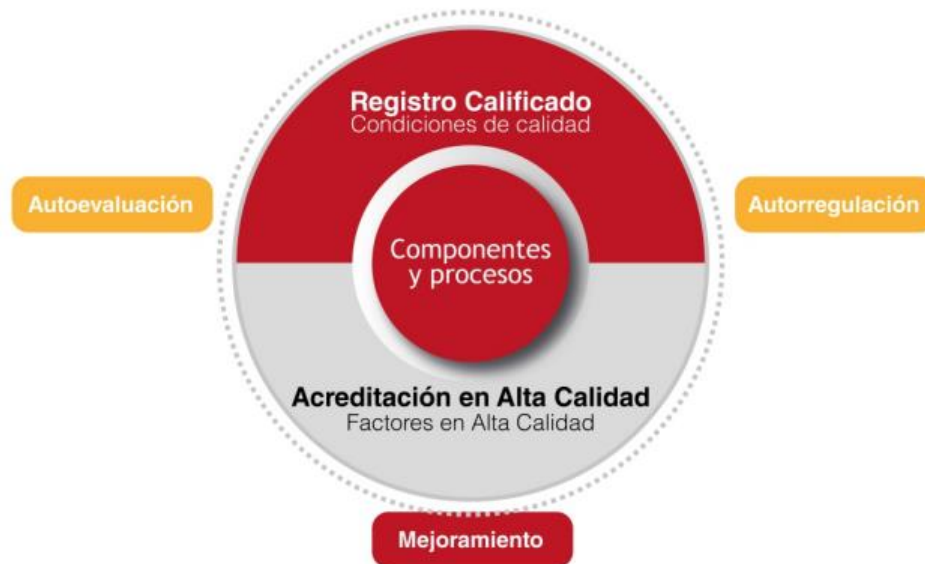 Registro Calificado
Condiciones de calidad
Autoevaluación
Autorregulación
Componentes
y procesos
Acreditación en Alta Calidad
Factores en Alta Calidad
Mejoramiento